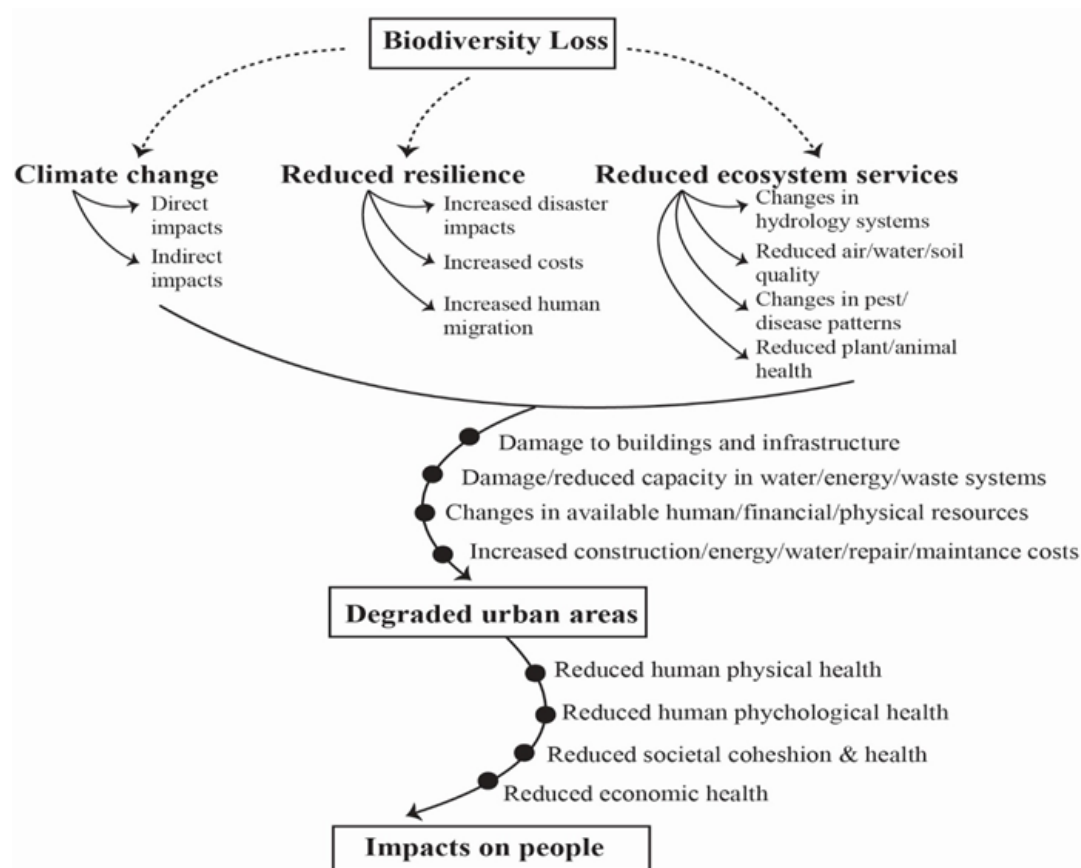 Biodiversity Loss
Climate change
Direct
impacts
Indirect
impacts
Reduced resilience
Increased disaster
impacts
Increased costs
Increased human
migration
Reduced ecosystem services
Changes in
hydrology systems
Reduced air/water/soil
quality
Changes in pest/
disease patterns
Reduced plant/animal
health
Damage to buildings and infrastructure
Damage/reduced capacity in water/energy/waste systems
Changes in available human/financial/physical resources
Increased construction/energy/water/repair/maintance costs
Degraded urban areas
Reduced human physical health
Reduced human phychological health
Reduced societal coheshion & health
Reduced economic health
Impacts on people